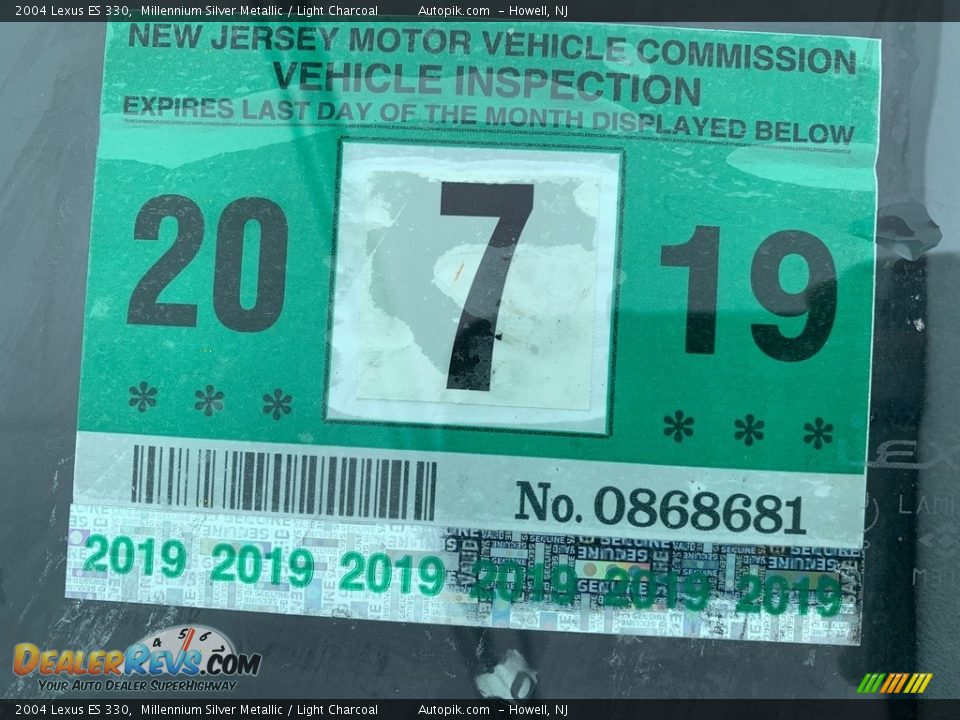 2004 Lexus ES 330, Millennium Silver Metallic / Light Charcoal Autopik.com - Howell, NJ
NEW JERSEY MOTOR VEHICLE COMMISSION
VEHICLE INSPECTION
EXPIRES LAST DAY OF THE MONTH DISPLAYED BELOW
20 7 19
* * * * * *
No. 0868681
2019 2019 2019 2019 2019 2019
4 5 6
DEALERREVS.COM
YOUR AUTO DEALER SUPERHIGHWAY
2004 Lexus ES 330, Millennium Silver Metallic / Light Charcoal Autopik.com - Howell, NJ